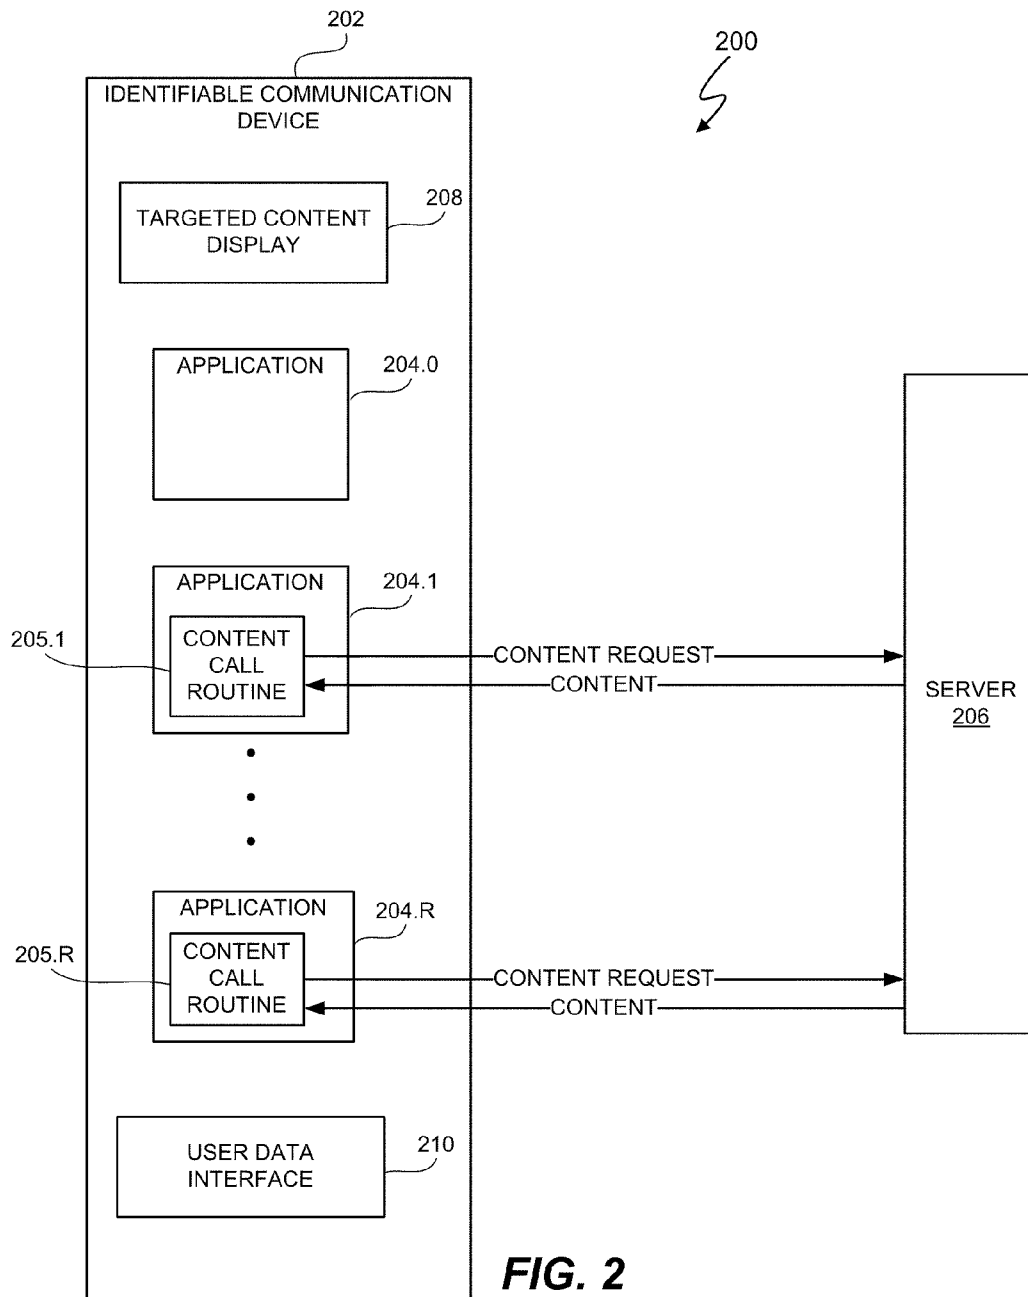 202
200
IDENTIFIABLE COMMUNICATION
DEVICE
TARGETED CONTENT
DISPLAY
208
APPLICATION
204.0
APPLICATION
204.1
205.1
CONTENT
CALL
ROUTINE
CONTENT REQUEST
CONTENT
SERVER
206
APPLICATION
204.R
205.R
CONTENT
CALL
ROUTINE
CONTENT REQUEST
CONTENT
USER DATA
INTERFACE
210
FIG. 2